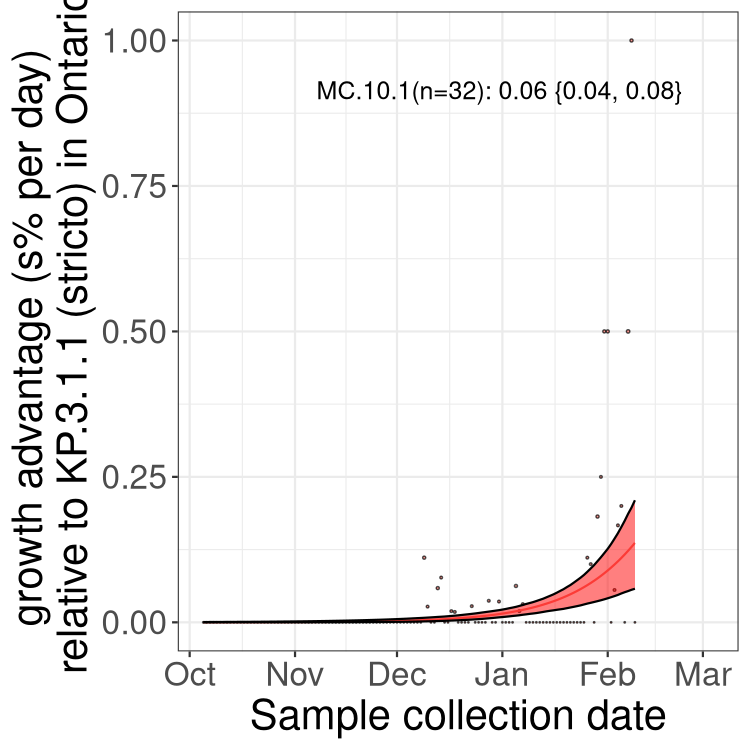 growth advantage (s% per day)
relative to KP.3.1.1 (stricto) in Ontario
1.00
MC.10.1(n=32): 0.06 {0.04, 0.08}
0.75
0.50
0.25
0.00
Oct Nov Dec Jan Feb Mar
Sample collection date